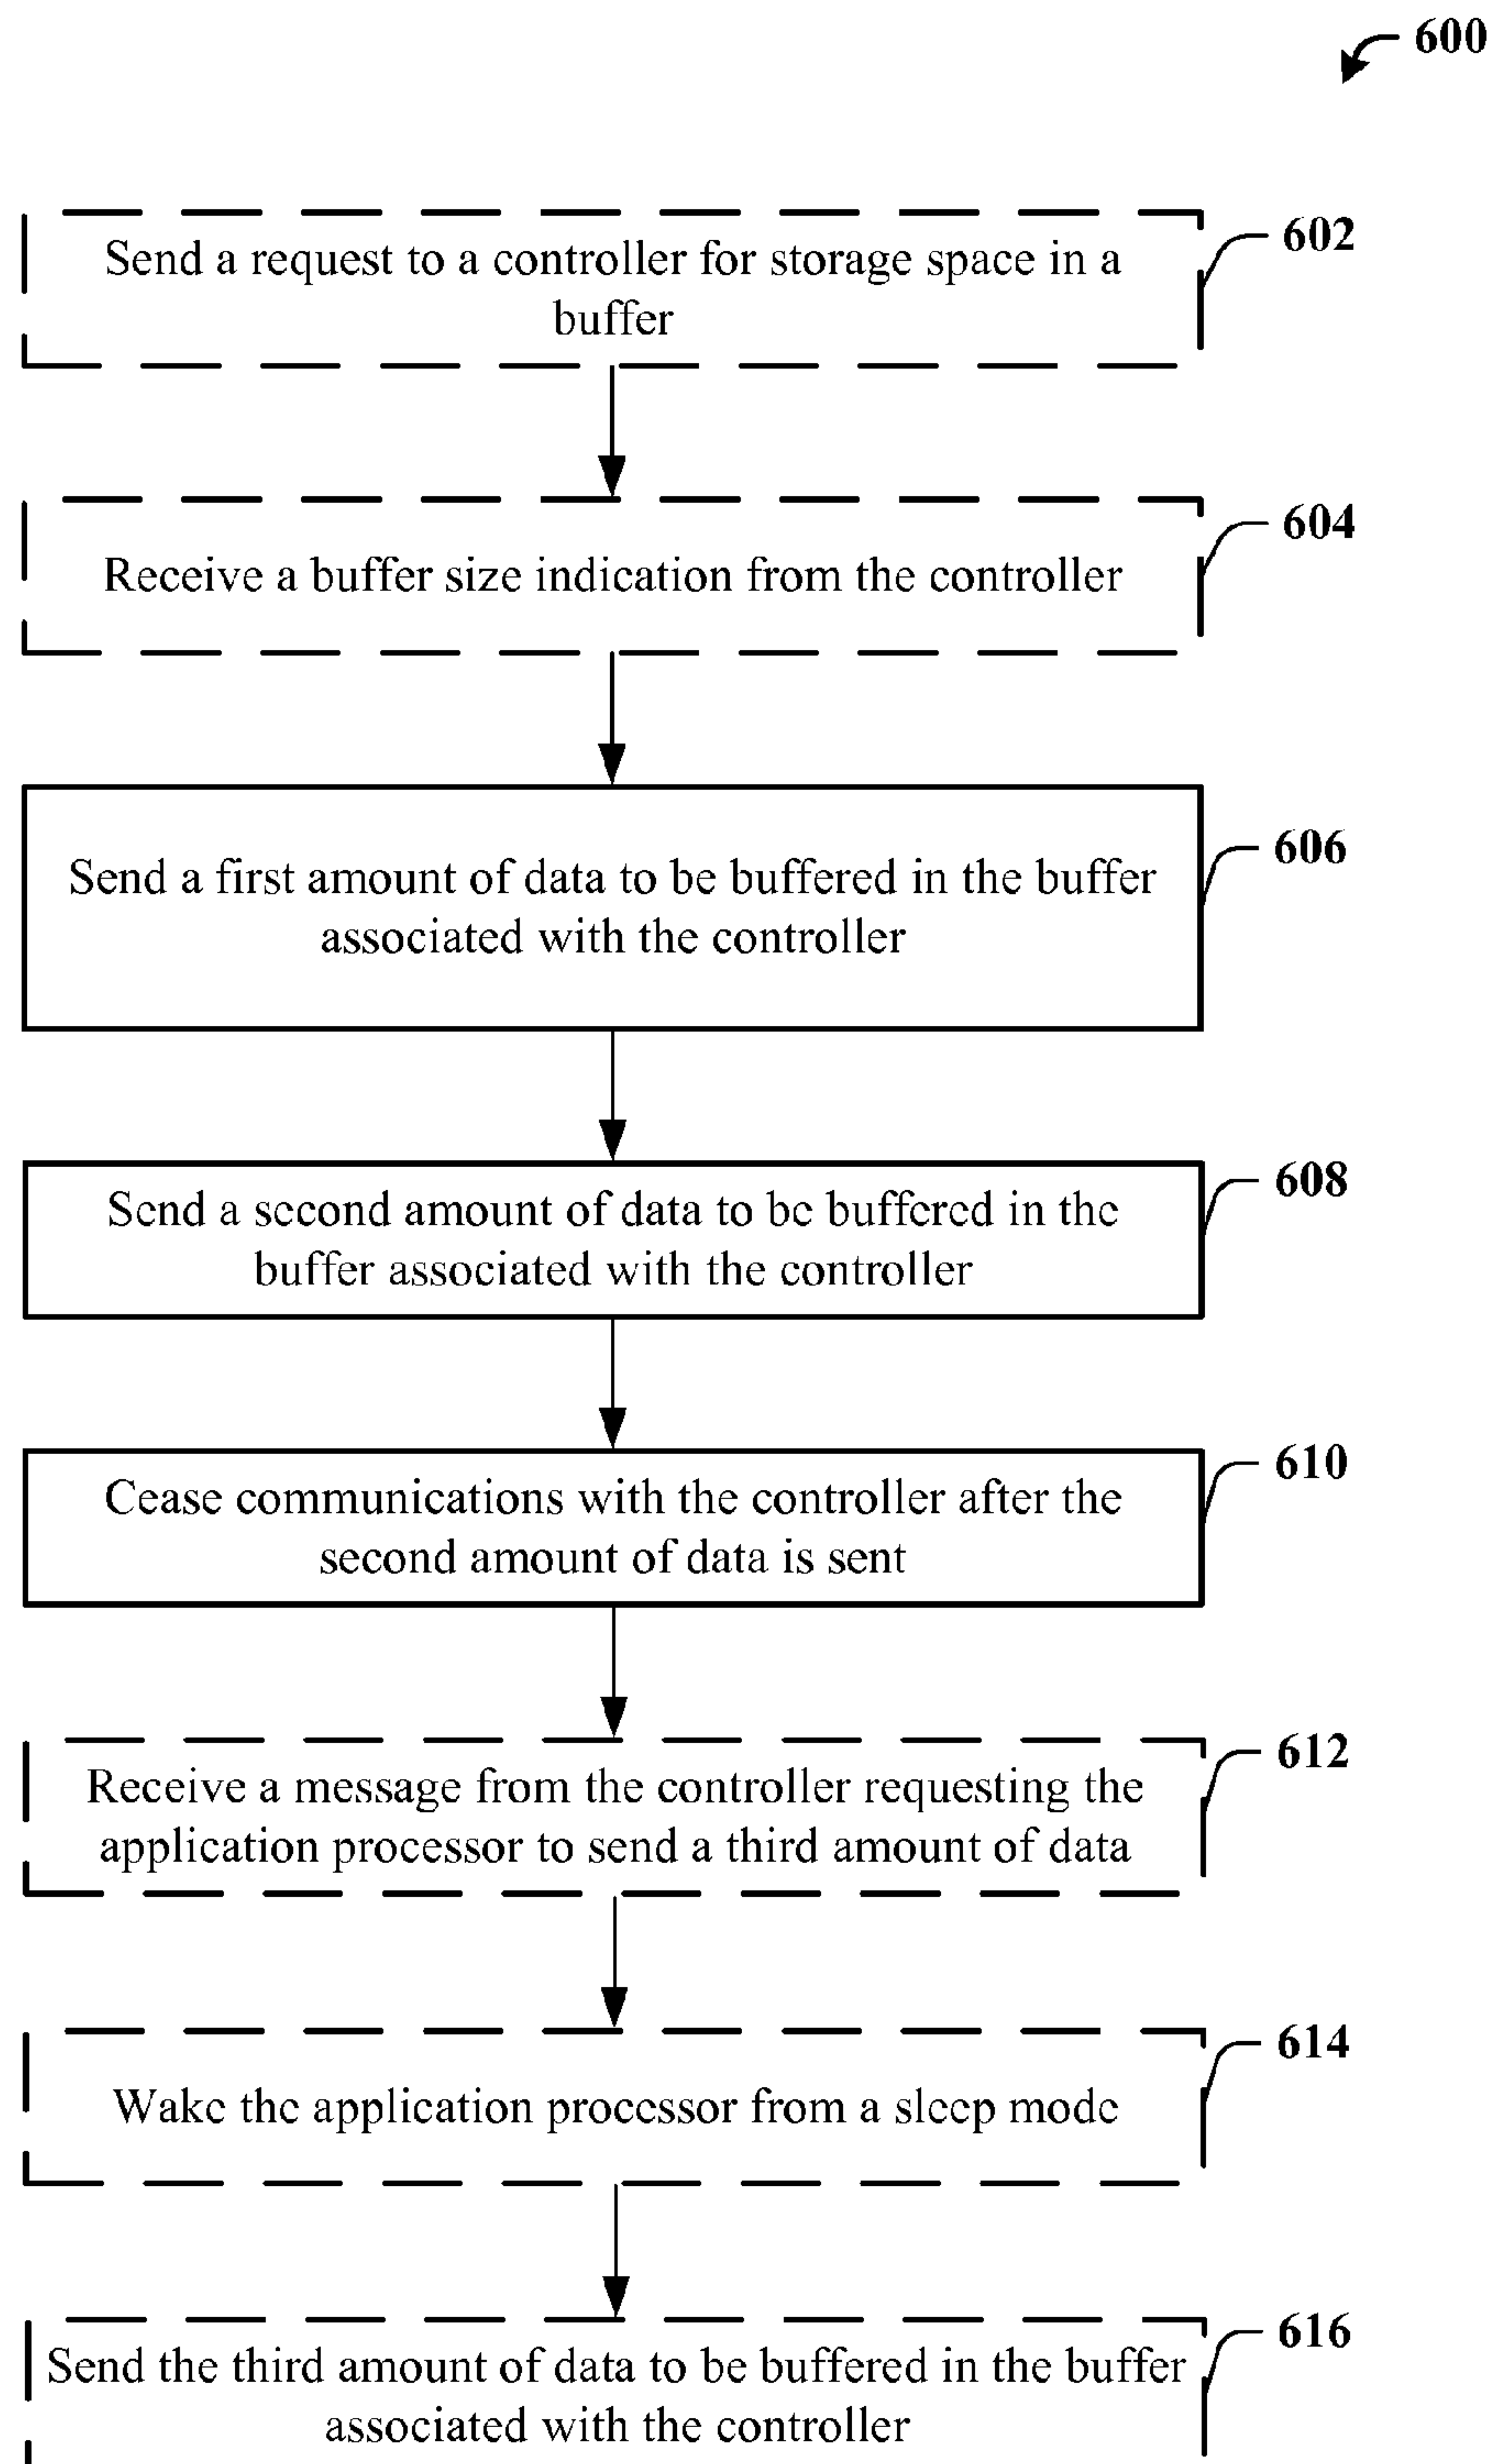 600
602
Send a request to a controller for storage space in a
buffer
604
Receive a buffer size indication from the controller
606
Send a first amount of data to be buffered in the buffer
associated with the controller
608
Send a second amount of data to be buffered in the
buffer associated with the controller
610
Cease communications with the controller after the
second amount of data is sent
612
Receive a message from the controller requesting the
application processor to send a third amount of data
614
Wake the application processor from a sleep mode
616
Send the third amount of data to be buffered in the buffer
associated with the controller